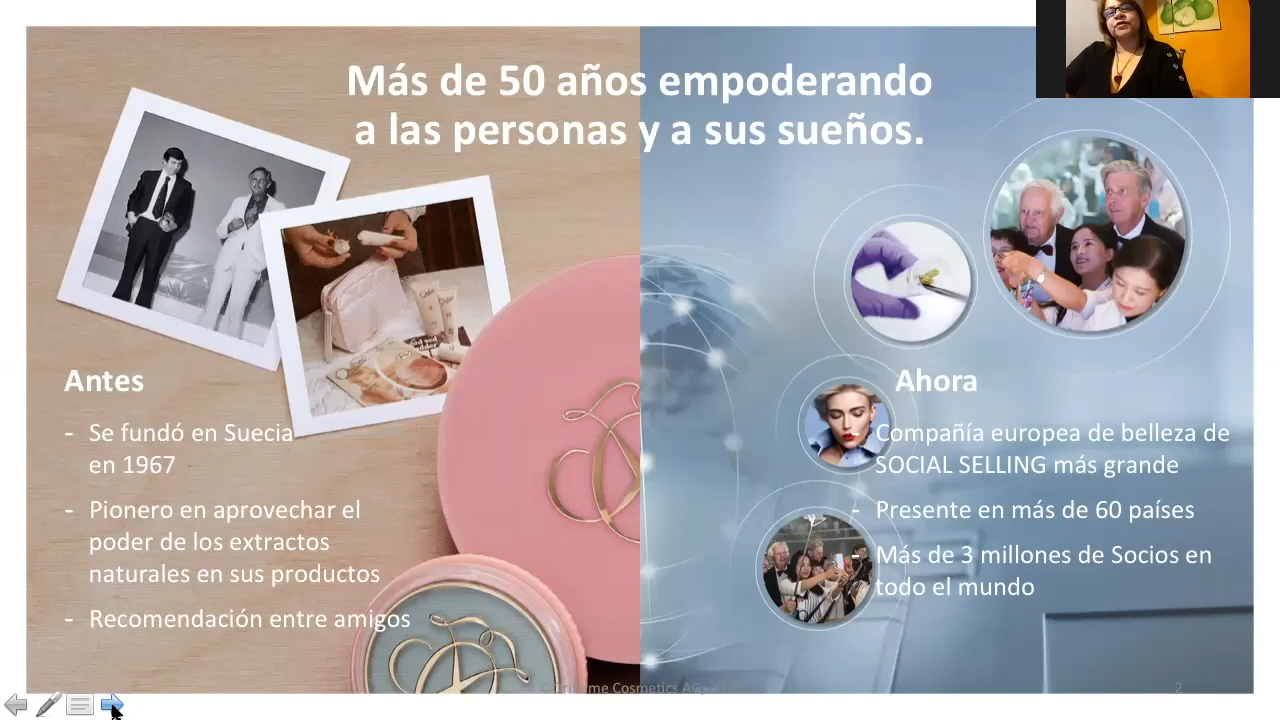 Más de 50 años empoderando
a las personas y a sus sueños.
Antes
- Se fundó en Suecia
en 1967
- Pionero en aprovechar el
poder de los extractos
naturales en sus productos
- Recomendación entre amigos
Ahora
- Compañía europea de belleza de
SOCIAL SELLING más grande
- Presente en más de 60 países
- Más de 3 millones de Socios en
todo el mundo
Cosmetics
2